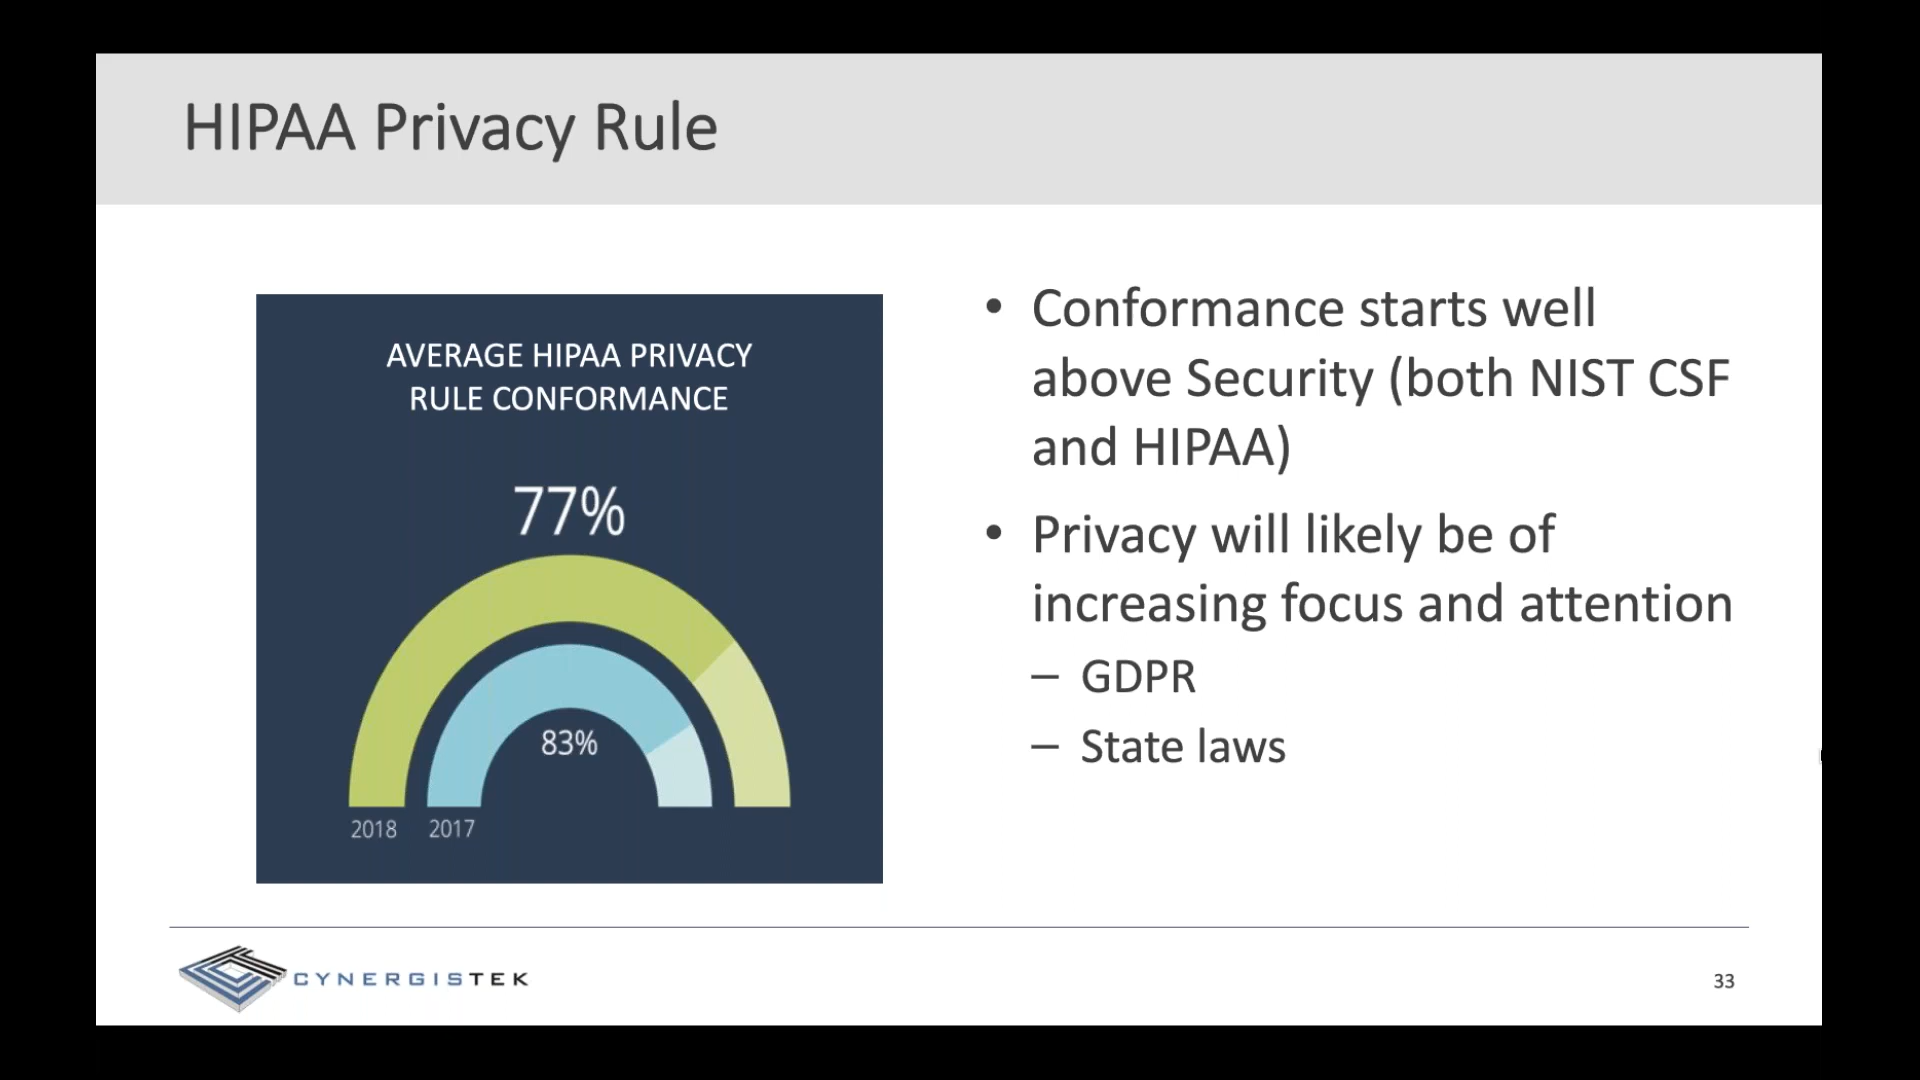 HIPAA Privacy Rule
AVERAGE HIPAA PRIVACY
RULE CONFORMANCE
77%
83%
2018 2017
• Conformance starts well
above Security (both NIST CSF
and HIPAA)
• Privacy will likely be of
increasing focus and attention
– GDPR
– State laws
CYNERGISTEK
33